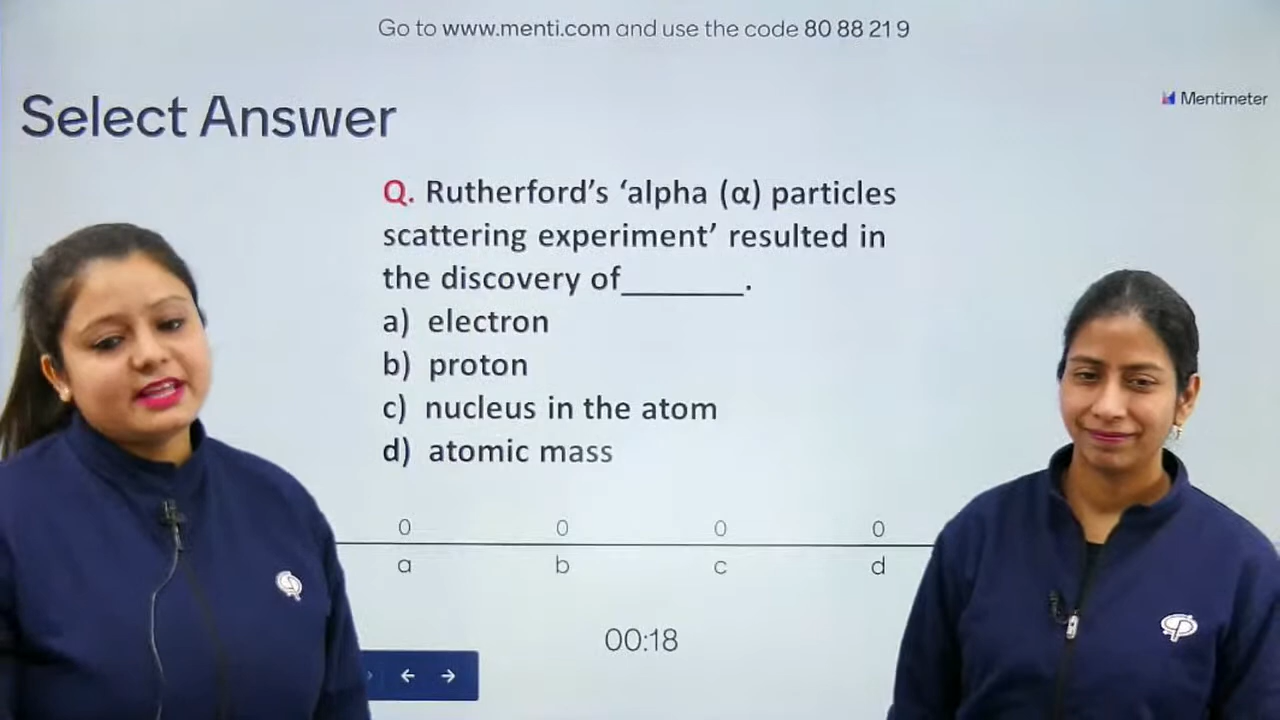 Go to www.menti.com and use the code 80 88 21 9
Mentimeter
Select Answer
Q. Rutherford's ‘alpha (α) particles
scattering experiment’ resulted in
the discovery of_______.
a) electron
b) proton
c) nucleus in the atom
d) atomic mass
0 0 0 0
a b c d
00:18